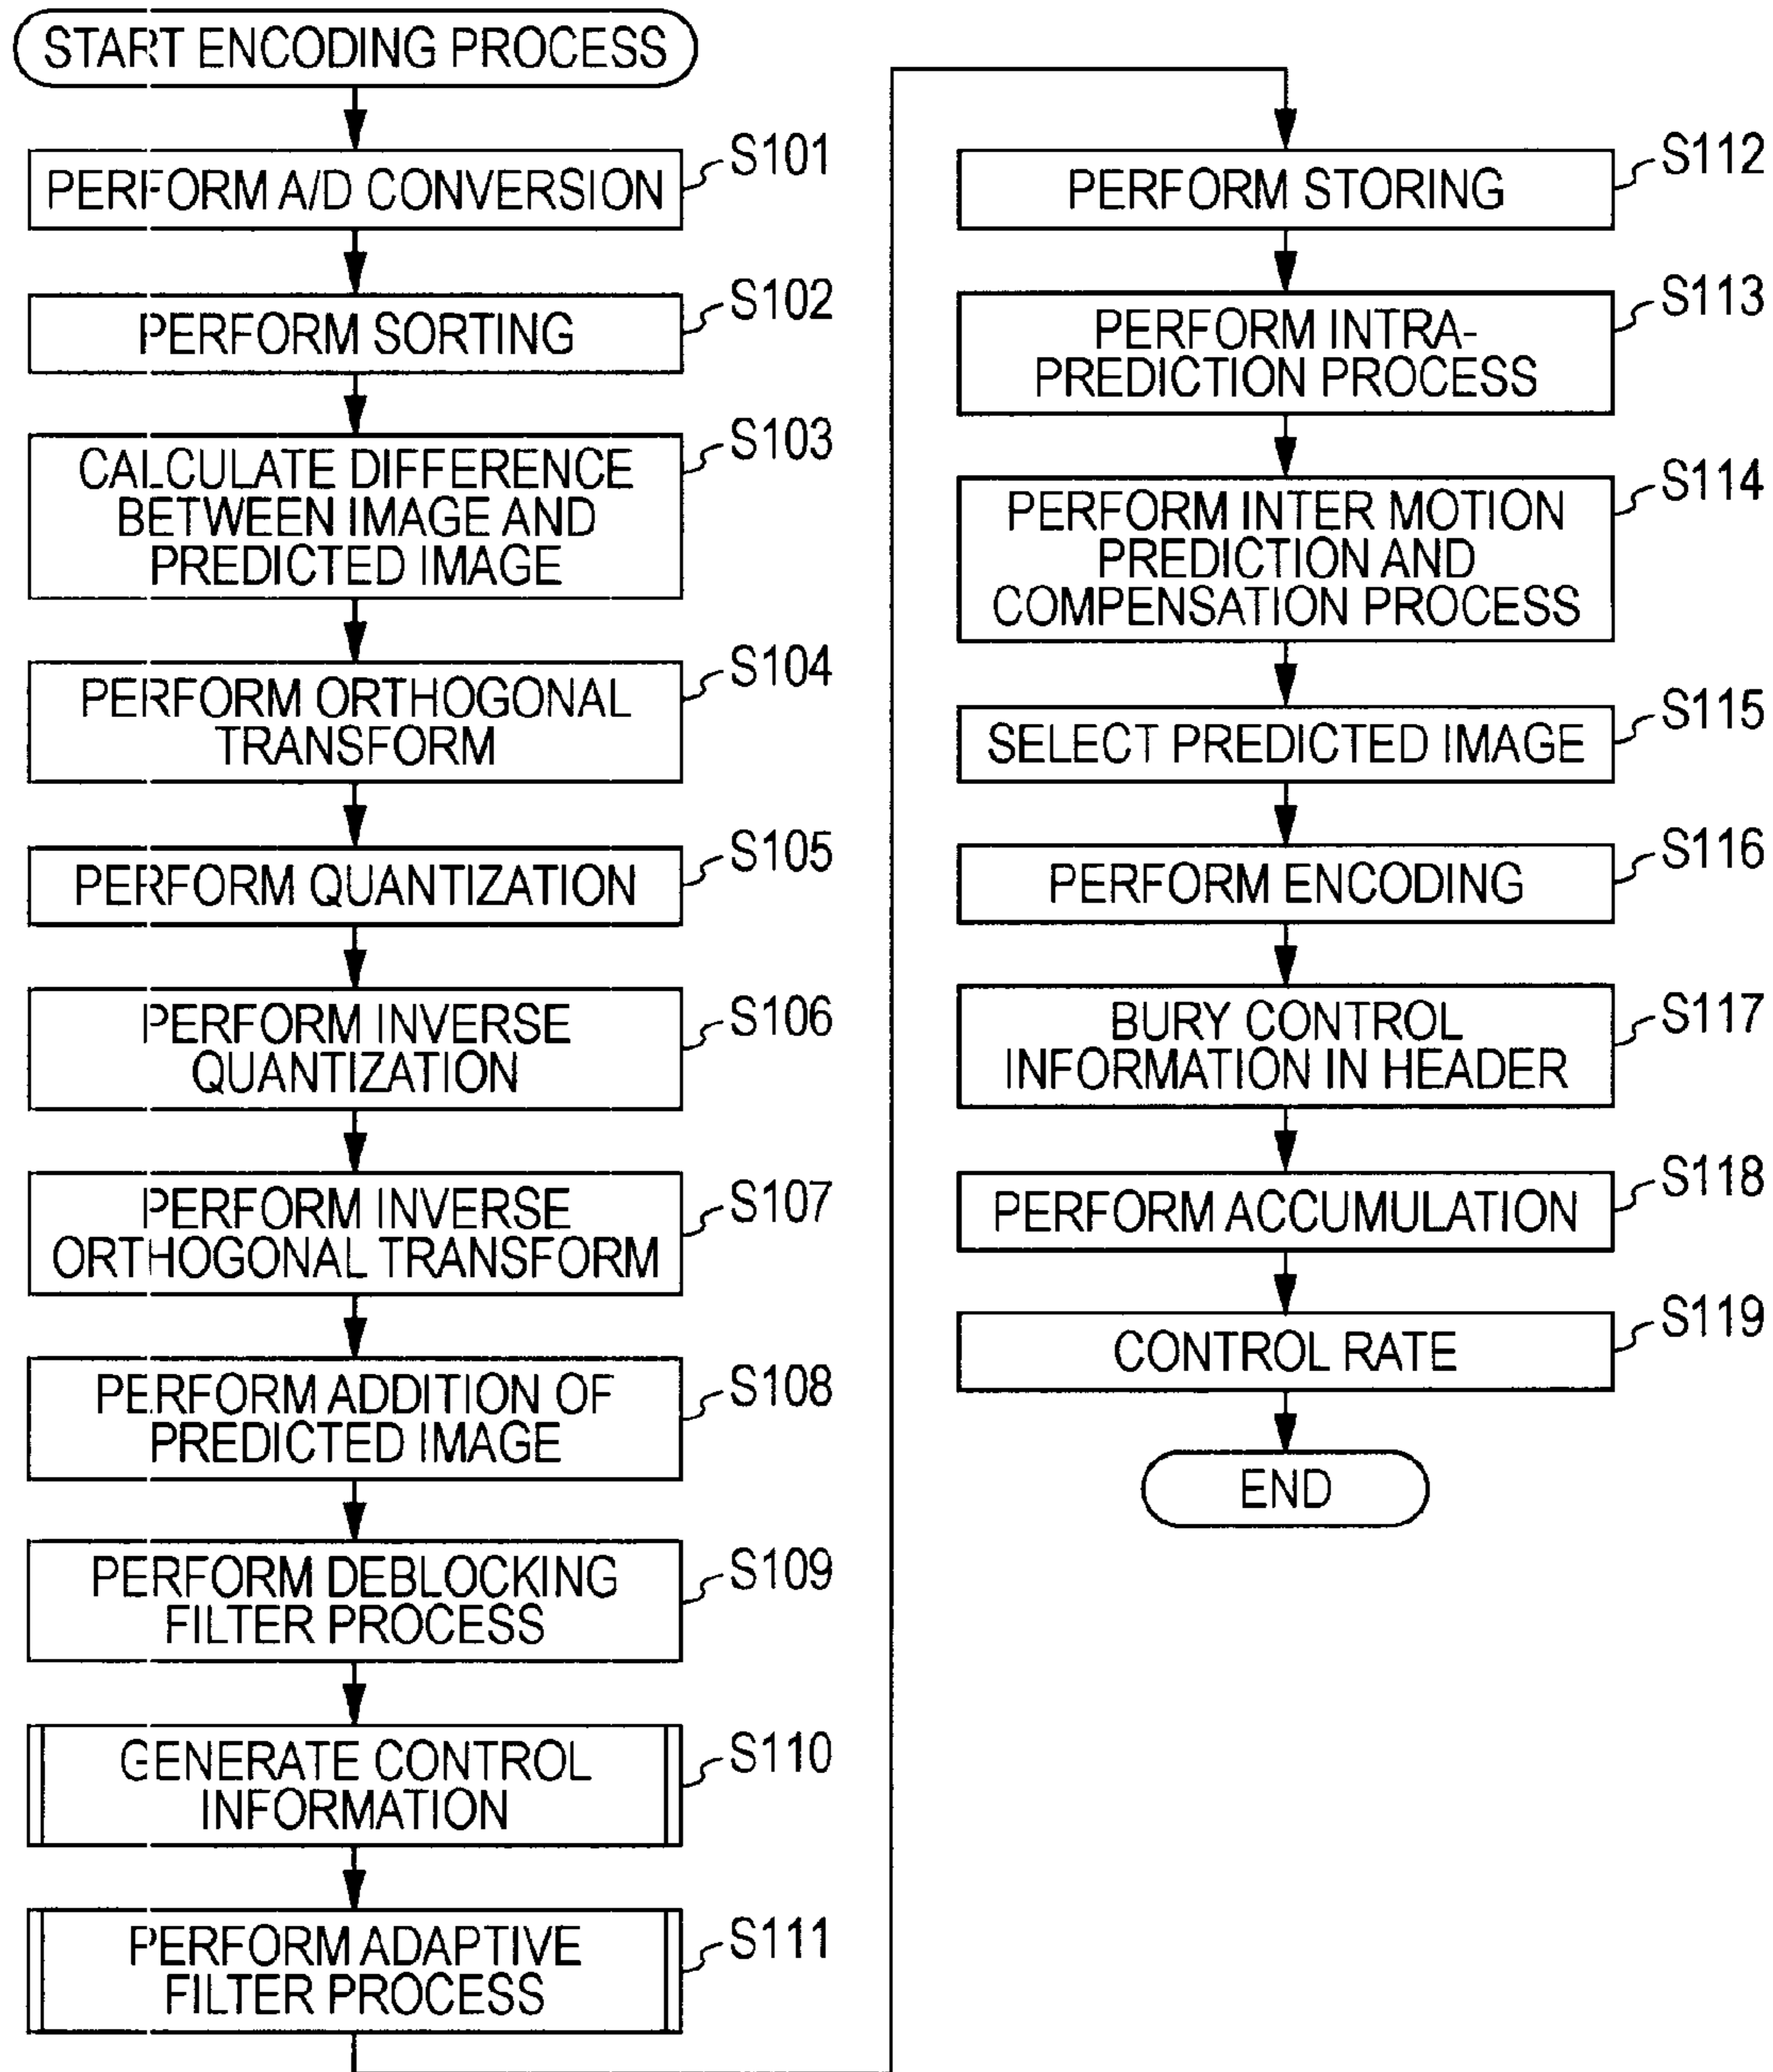 START ENCODING PROCESS
PERFORM A/D CONVERSION
S101
PERFORM SORTING
S102
CALCULATE DIFFERENCE
BETWEEN IMAGE AND
PREDICTED IMAGE
S103
PERFORM ORTHOGONAL
TRANSFORM
S104
PERFORM QUANTIZATION
S105
PERFORM INVERSE
QUANTIZATION
S106
PERFORM INVERSE
ORTHOGONAL TRANSFORM
S107
PERFORM ADDITION OF
PREDICTED IMAGE
S108
PERFORM DEBLOCKING
FILTER PROCESS
S109
GENERATE CONTROL
INFORMATION
S110
PERFORM ADAPTIVE
FILTER PROCESS
S111
PERFORM STORING
S112
PERFORM INTRA-
PREDICTION PROCESS
S113
PERFORM INTER MOTION
PREDICTION AND
COMPENSATION PROCESS
S114
SELECT PREDICTED IMAGE
S115
PERFORM ENCODING
S116
BURY CONTROL
INFORMATION IN HEADER
S117
PERFORM ACCUMULATION
S118
CONTROL RATE
S119
END